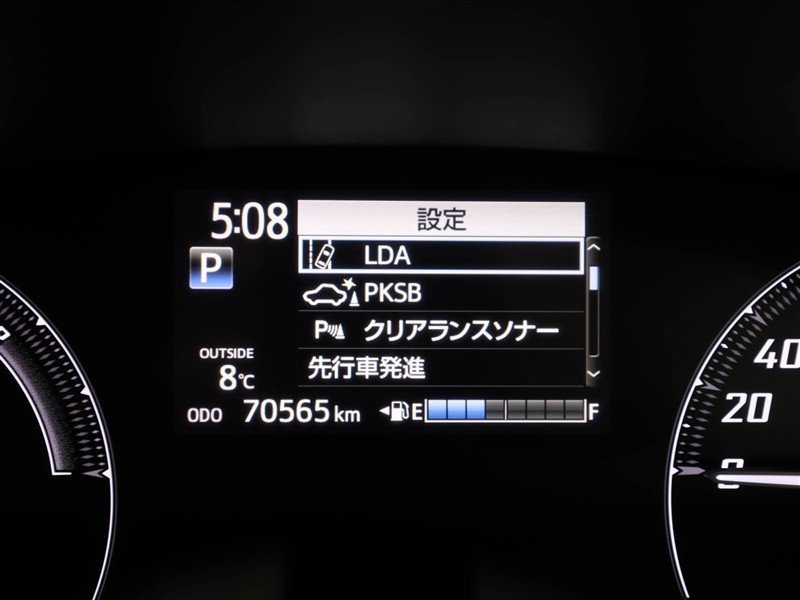 5:08
設定
P
LDA
PKSB
P クリアランスソナー
先行車発進
OUTSIDE
8℃
ODO 70565 km
E F
40
20
0